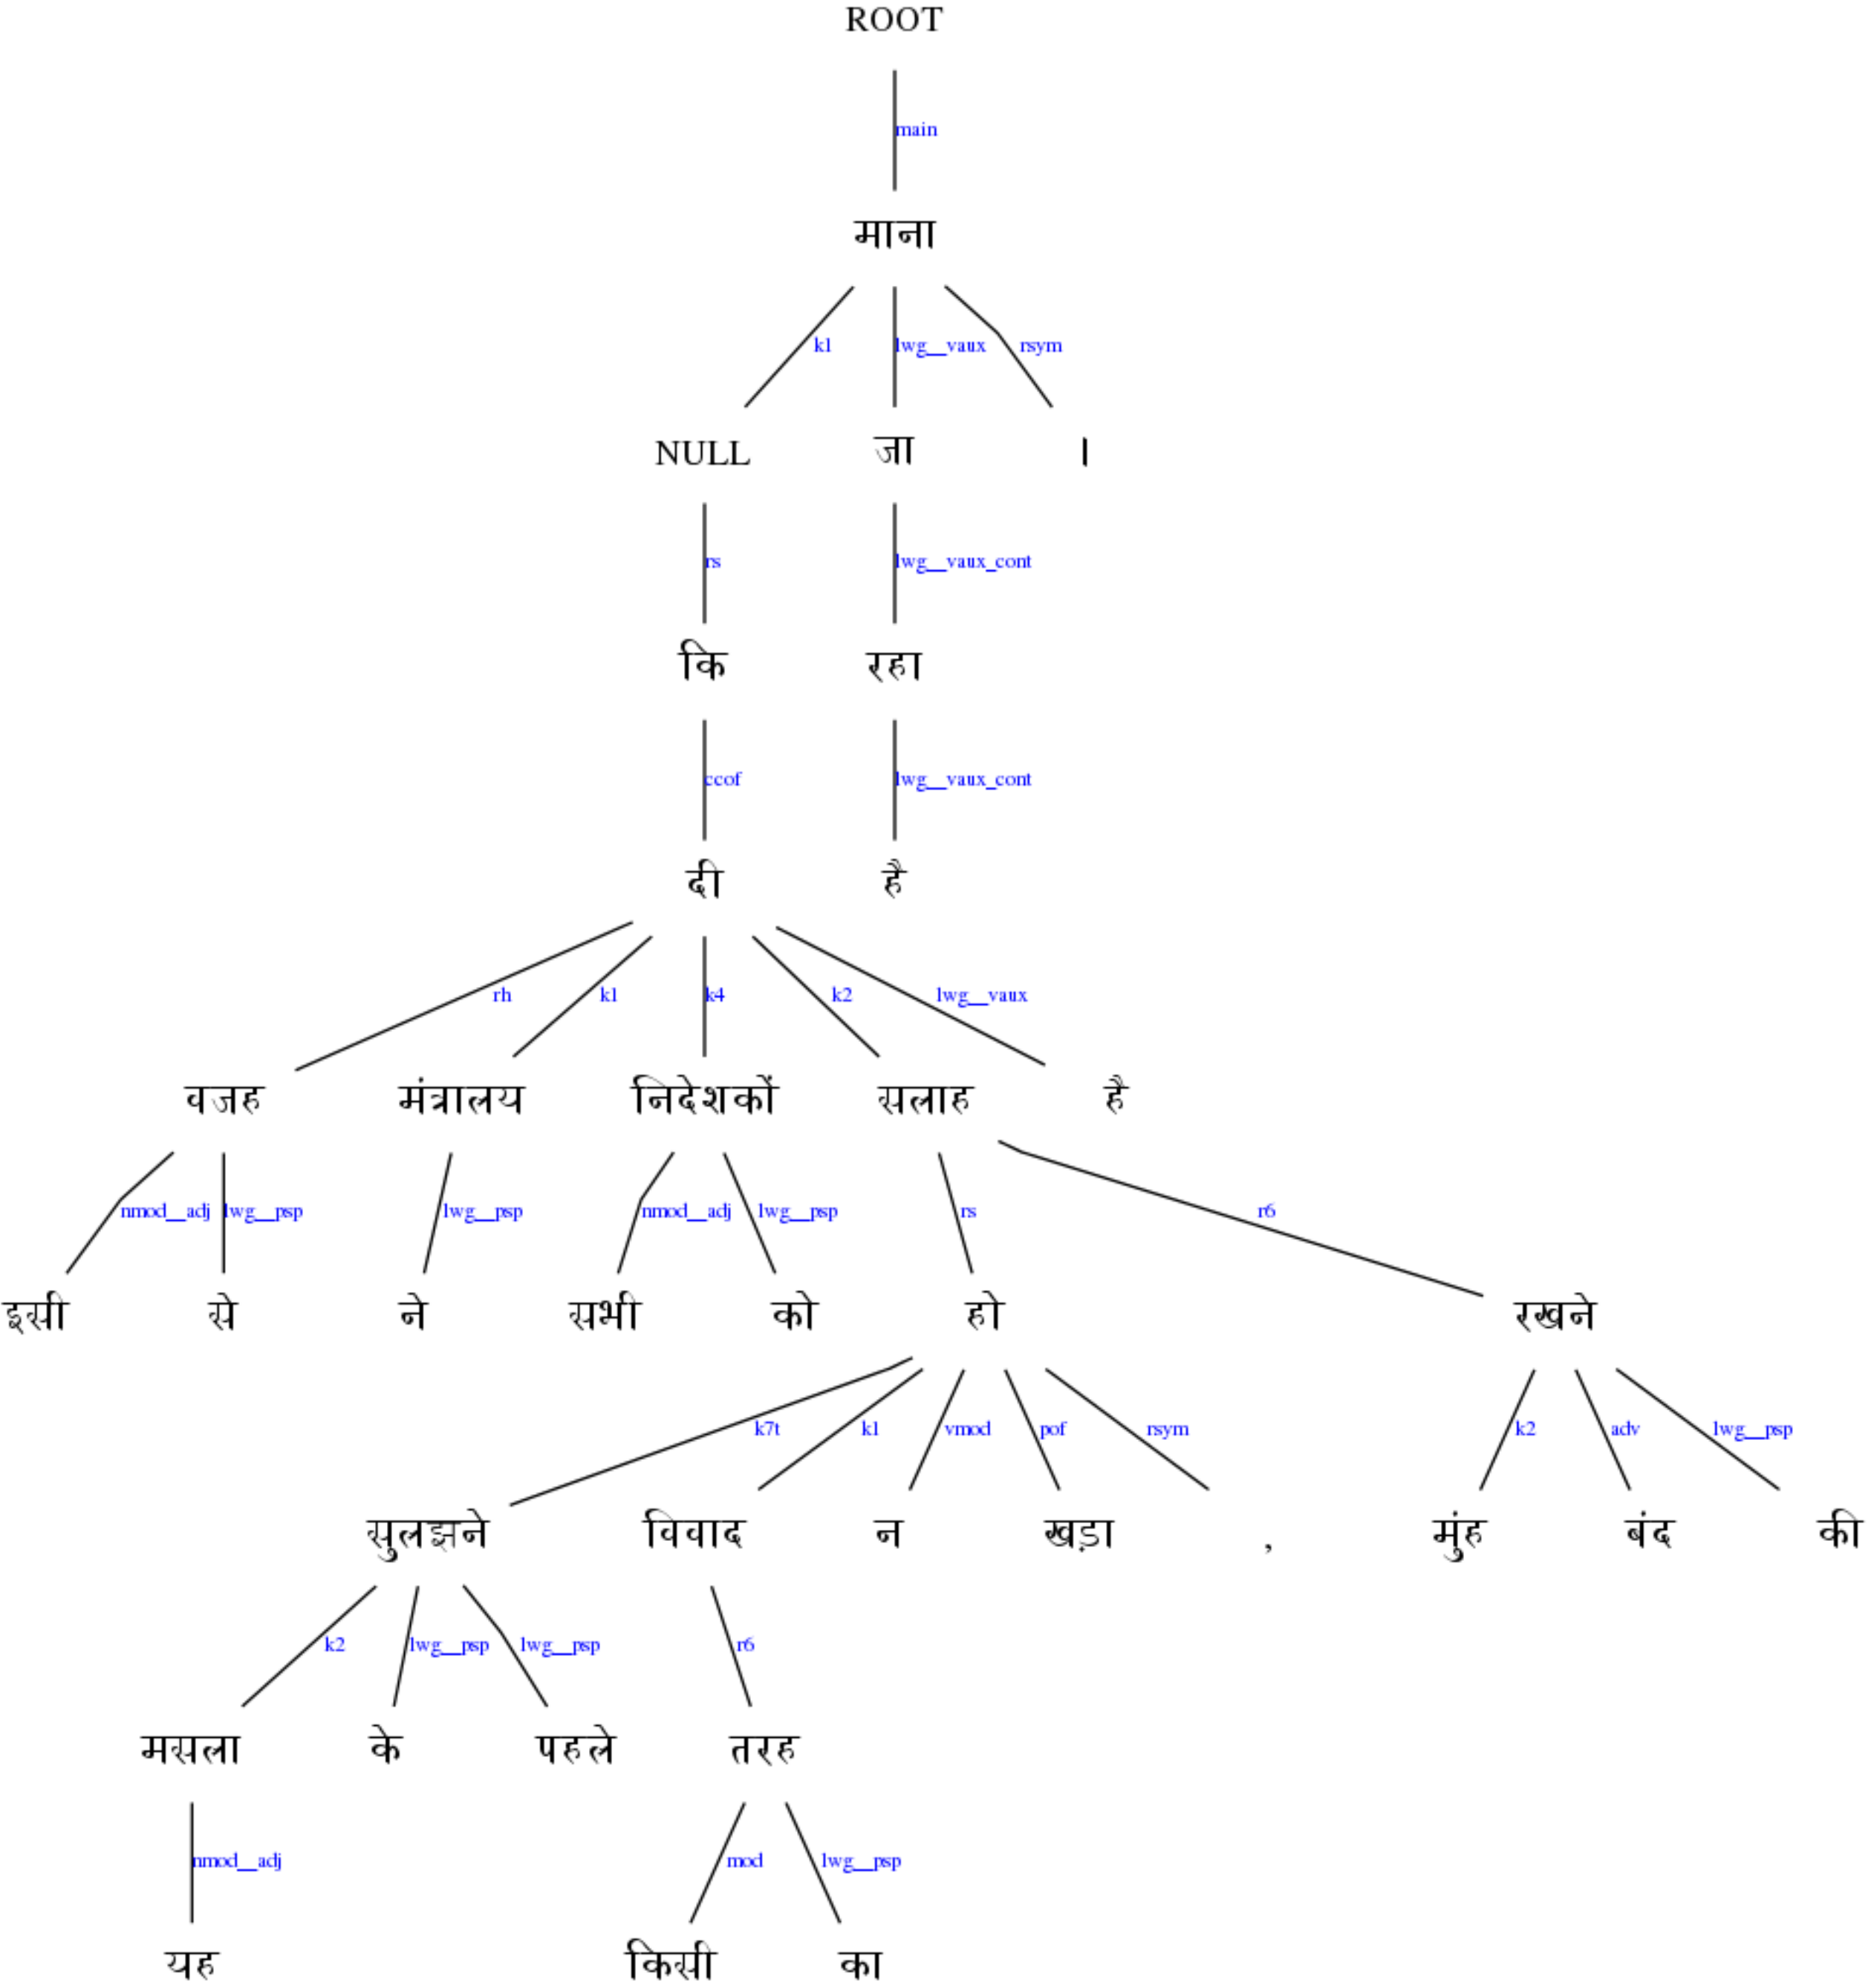 ROOT
main
माना
k1 lwg__vaux rsym
NULL जा ।
rs lwg__vaux_cont
कि रहा
ccof lwg__vaux_cont
दी है
rh k1 k4 k2 lwg__vaux
वजह मंत्रालय निदेशकों सलाह है
nmod__adj lwg__psp lwg__psp nmod__adj lwg__psp rs r6
इसी से ने सभी को हो रखने
k7t k1 vmod pof rsym k2 adv lwg__psp
सुलझने विवाद न खड़ा , मुंह बंद की
k2 lwg__psp lwg__psp r6
मसला के पहले तरह
nmod__adj mod lwg__psp
यह किसी का